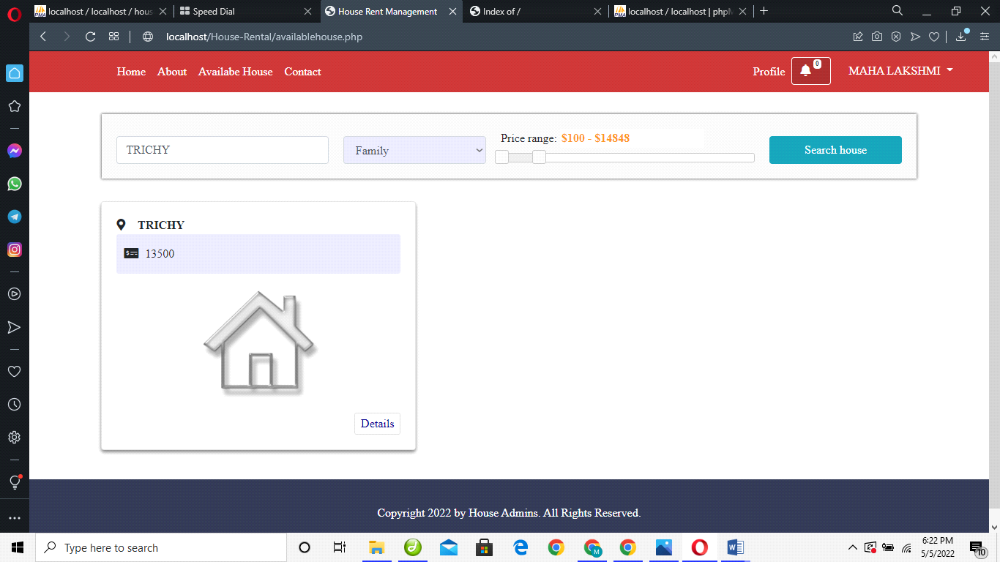 localhost / localhost / hous
Speed Dial
House Rent Management
Index of /
localhost / localhost | phpM
localhost/House-Rental/availablehouse.php
Home About Availabe House Contact
Profile 0 MAHA LAKSHMI
Price range: $100 - $14848
TRICHY
Family
Search house
TRICHY
13500
Details
Copyright 2022 by House Admins. All Rights Reserved.
Type here to search
M
6:22 PM
5/5/2022
10